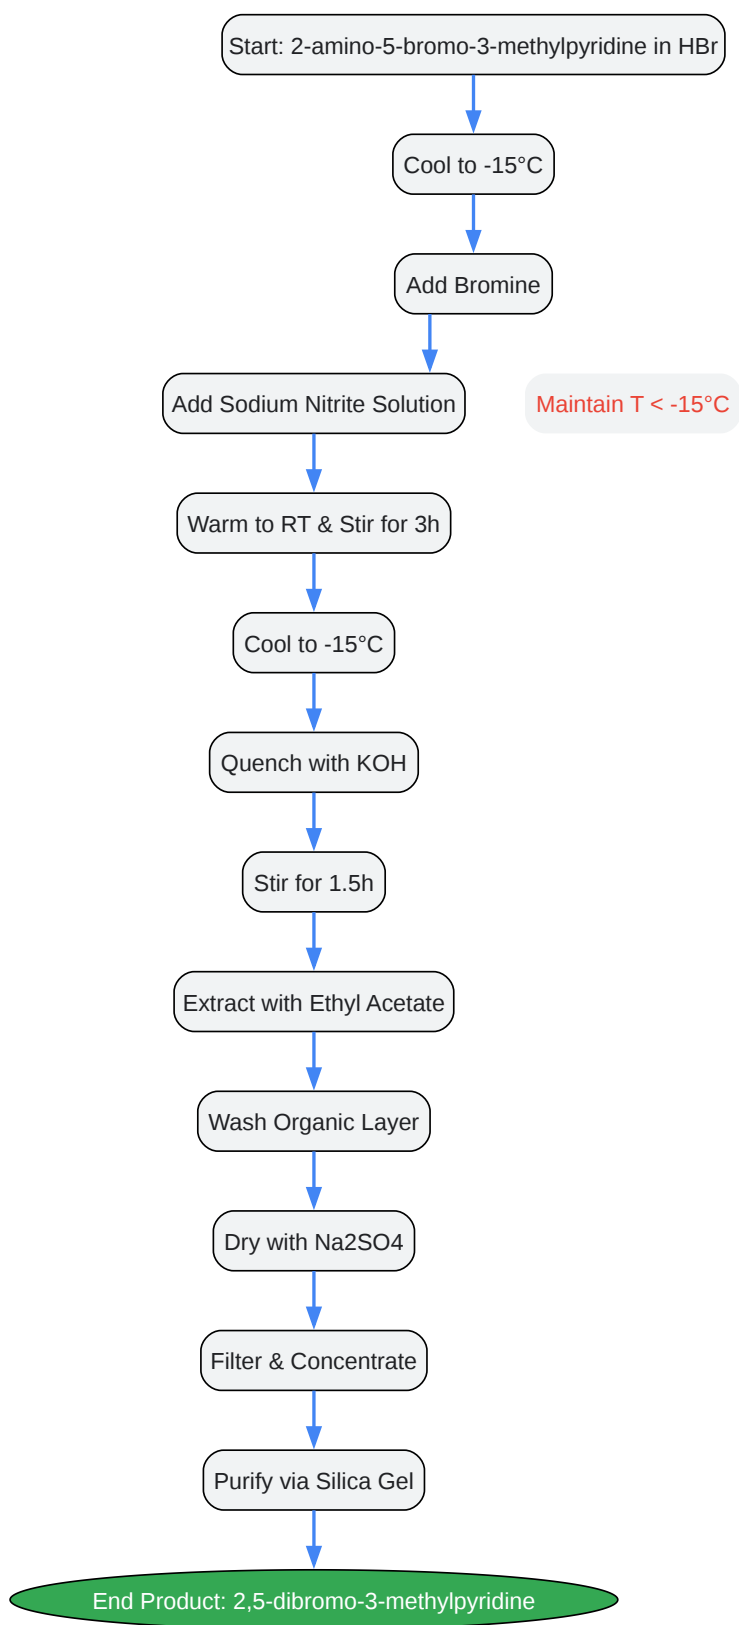 Start: 2-amino-5-bromo-3-methylpyridine in HBr
Cool to -15°C
Add Bromine
Add Sodium Nitrite Solution
Maintain T < -15°C
Warm to RT & Stir for 3h
Cool to -15°C
Quench with KOH
Stir for 1.5h
Extract with Ethyl Acetate
Wash Organic Layer
Dry with Na2SO4
Filter & Concentrate
Purify via Silica Gel
End Product: 2,5-dibromo-3-methylpyridine